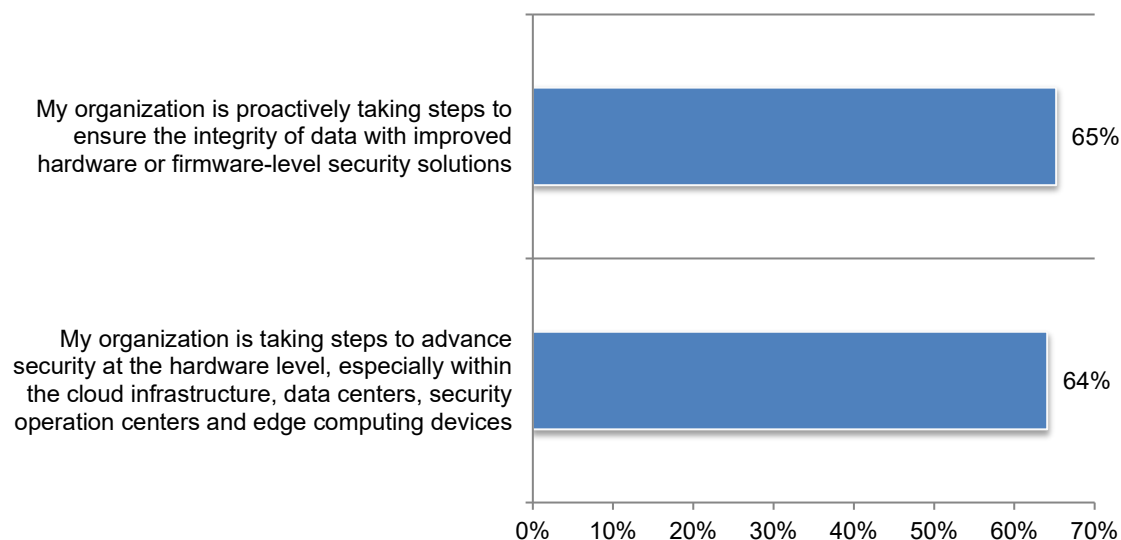 My organization is proactively taking steps to
ensure the integrity of data with improved
hardware or firmware-level security solutions
65%
My organization is taking steps to advance
security at the hardware level, especially within
the cloud infrastructure, data centers, security
operation centers and edge computing devices
64%
0% 10% 20% 30% 40% 50% 60% 70%